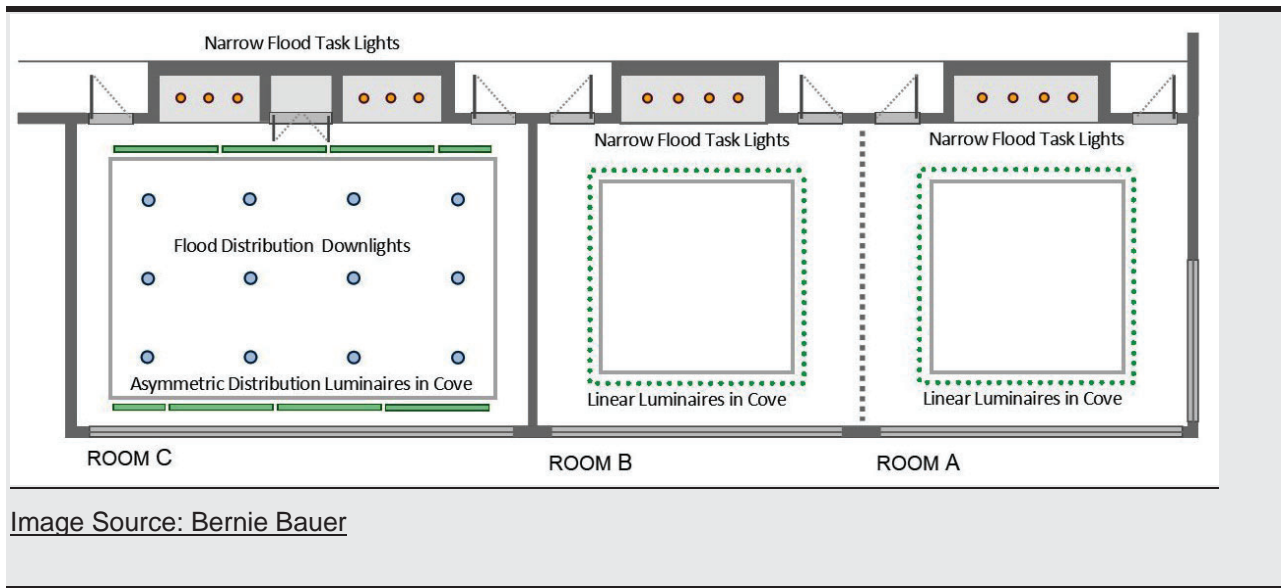 Narrow Flood Task Lights
Narrow Flood Task Lights
Narrow Flood Task Lights
Flood Distribution Downlights
Asymmetric Distribution Luminaires in Cove
Linear Luminaires in Cove
Linear Luminaires in Cove
ROOM C
ROOM B
ROOM A
Image Source: Bernie Bauer